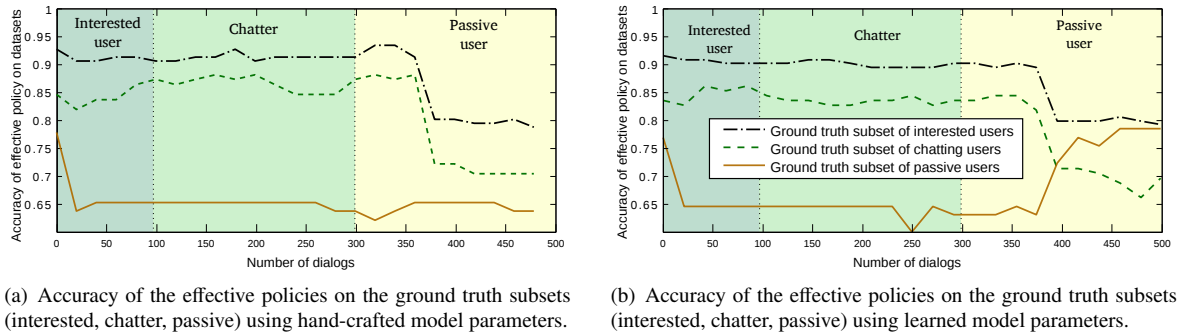 Accuracy of effective policy on datasets
1
0.95
0.9
0.85
0.8
0.75
0.7
0.65
Interested
user
Chatter
Passive
user
0 50 100 150 200 250 300 350 400 450 500
Number of dialogs
(a) Accuracy of the effective policies on the ground truth subsets
(interested, chatter, passive) using hand-crafted model parameters.
Accuracy of effective policy on datasets
1
0.95
0.9
0.85
0.8
0.75
0.7
0.65
Interested
user
Chatter
Passive
user
Ground truth subset of interested users
Ground truth subset of chatting users
Ground truth subset of passive users
0 50 100 150 200 250 300 350 400 450 500
Number of dialogs
(b) Accuracy of the effective policies on the ground truth subsets
(interested, chatter, passive) using learned model parameters.